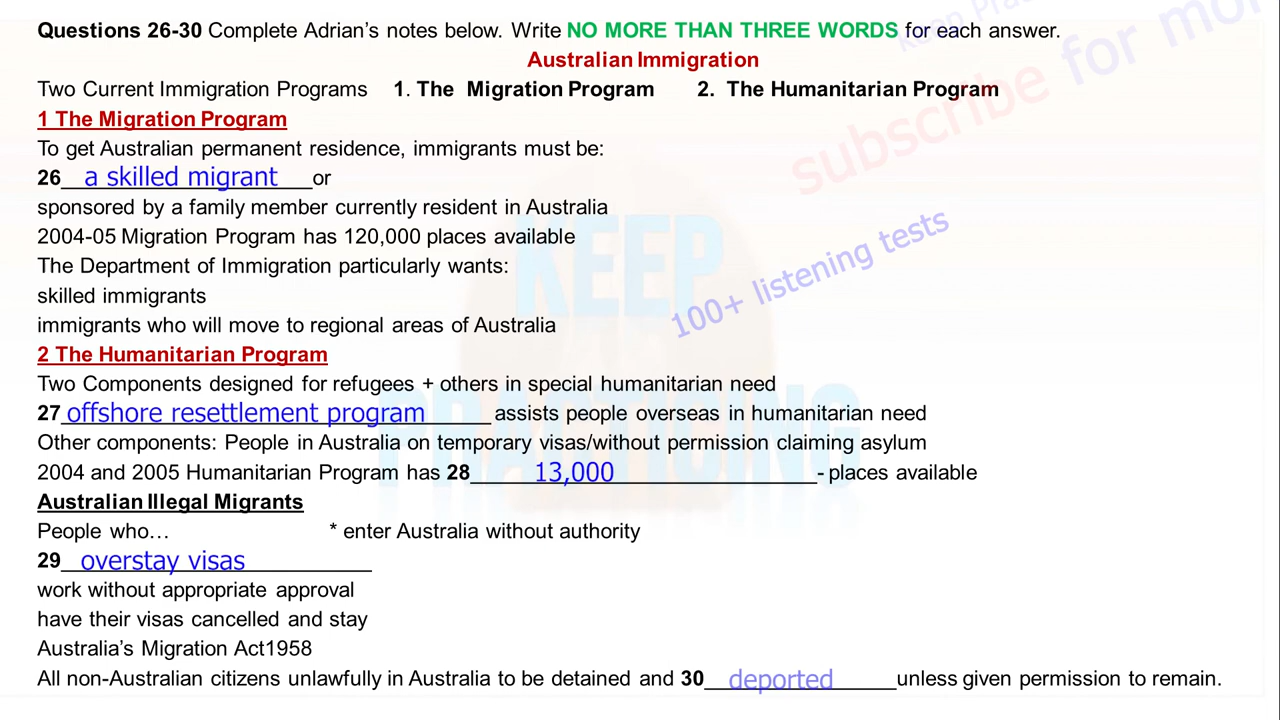 Questions 26-30 Complete Adrian's notes below. Write NO MORE THAN THREE WORDS for each answer.
Australian Immigration
Two Current Immigration Programs 1. The Migration Program 2. The Humanitarian Program
1 The Migration Program
To get Australian permanent residence, immigrants must be:
26 a skilled migrant or
sponsored by a family member currently resident in Australia
2004-05 Migration Program has 120,000 places available
The Department of Immigration particularly wants:
skilled immigrants
immigrants who will move to regional areas of Australia
2 The Humanitarian Program
Two Components designed for refugees + others in special humanitarian need
27 offshore resettlement program assists people overseas in humanitarian need
Other components: People in Australia on temporary visas/without permission claiming asylum
2004 and 2005 Humanitarian Program has 28 13,000 - places available
Australian Illegal Migrants
People who… * enter Australia without authority
29 overstay visas
work without appropriate approval
have their visas cancelled and stay
Australia's Migration Act1958
All non-Australian citizens unlawfully in Australia to be detained and 30 deported unless given permission to remain.
subscribe for
100+ listening tests
KEEP
PRACTICING